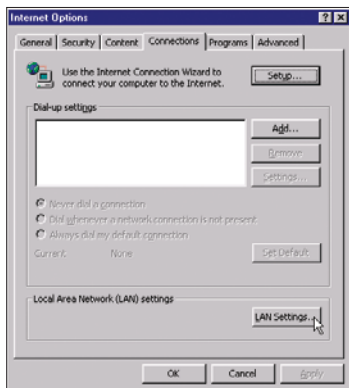 Internet Options
General Security Content Connections Programs Advanced
Use the Internet Connection Wizard to
connect your computer to the Internet.
Setup...
Dial-up settings
Add...
Remove
Settings...
Never dial a connection
Dial whenever a network connection is not present
Always dial my default connection
Current: None
Set Default
Local Area Network (LAN) settings
LAN Settings...
OK Cancel Apply